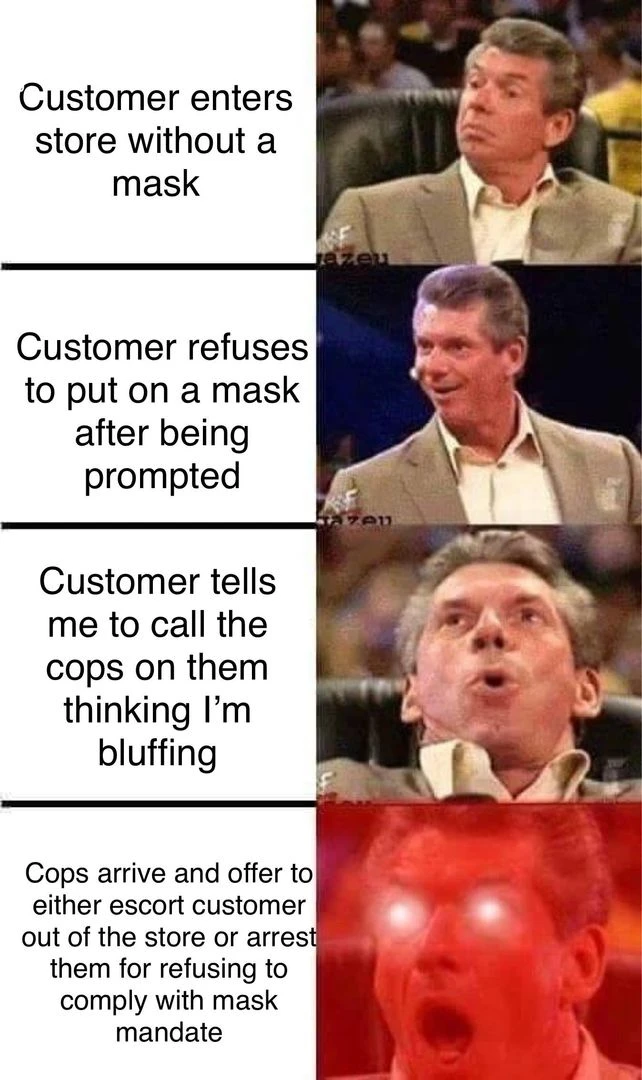 Customer enters
store without a
mask
Customer refuses
to put on a mask
after being
prompted
Customer tells
me to call the
cops on them
thinking I'm
bluffing
Cops arrive and offer to
either escort customer
out of the store or arrest
them for refusing to
comply with mask
mandate